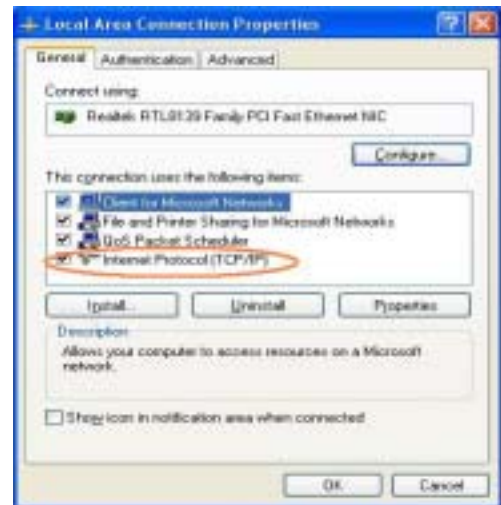 Local Area Connection Properties
General Authentication Advanced
Connect using:
Realtek RTL8139 Family PCI Fast Ethernet NIC
Configure...
This connection uses the following items:
Client for Microsoft Networks
File and Printer Sharing for Microsoft Networks
QoS Packet Scheduler
Internet Protocol (TCP/IP)
Install... Uninstall Properties
Description
Allows your computer to access resources on a Microsoft
network.
Show icon in notification area when connected
OK Cancel